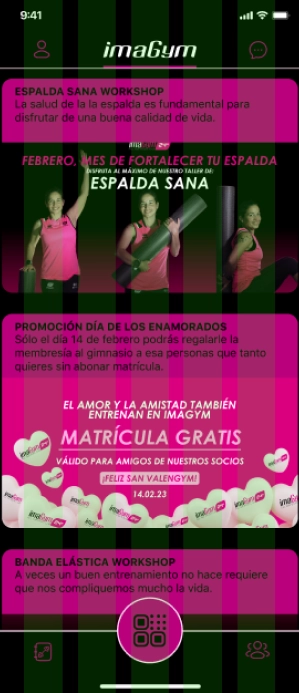 9:41
imaGym
ESPALDA SANA WORKSHOP
La salud de la la espalda es fundamental para
disfrutar de una buena calidad de vida.
FEBRERO, MES DE FORTALECER TU ESPALDA
DISFRUTA AL MÁXIMO DE NUESTRO TALLER DE:
ESPALDA SANA
PROMOCIÓN DÍA DE LOS ENAMORADOS
Sólo el día 14 de febrero podrás regalarle la
membresía al gimnasio a esa personas que tanto
quieres sin abonar matrícula.
EL AMOR Y LA AMISTAD TAMBIÉN
ENTRENAN EN IMAGYM
MATRÍCULA GRATIS
VÁLIDO PARA AMIGOS DE NUESTROS SOCIOS
¡FELIZ SAN VALENGYM!
14.02.23
BANDA ELÁSTICA WORKSHOP
A veces un buen entrenamiento no hace requiere
que nos compliquemos mucho la vida.